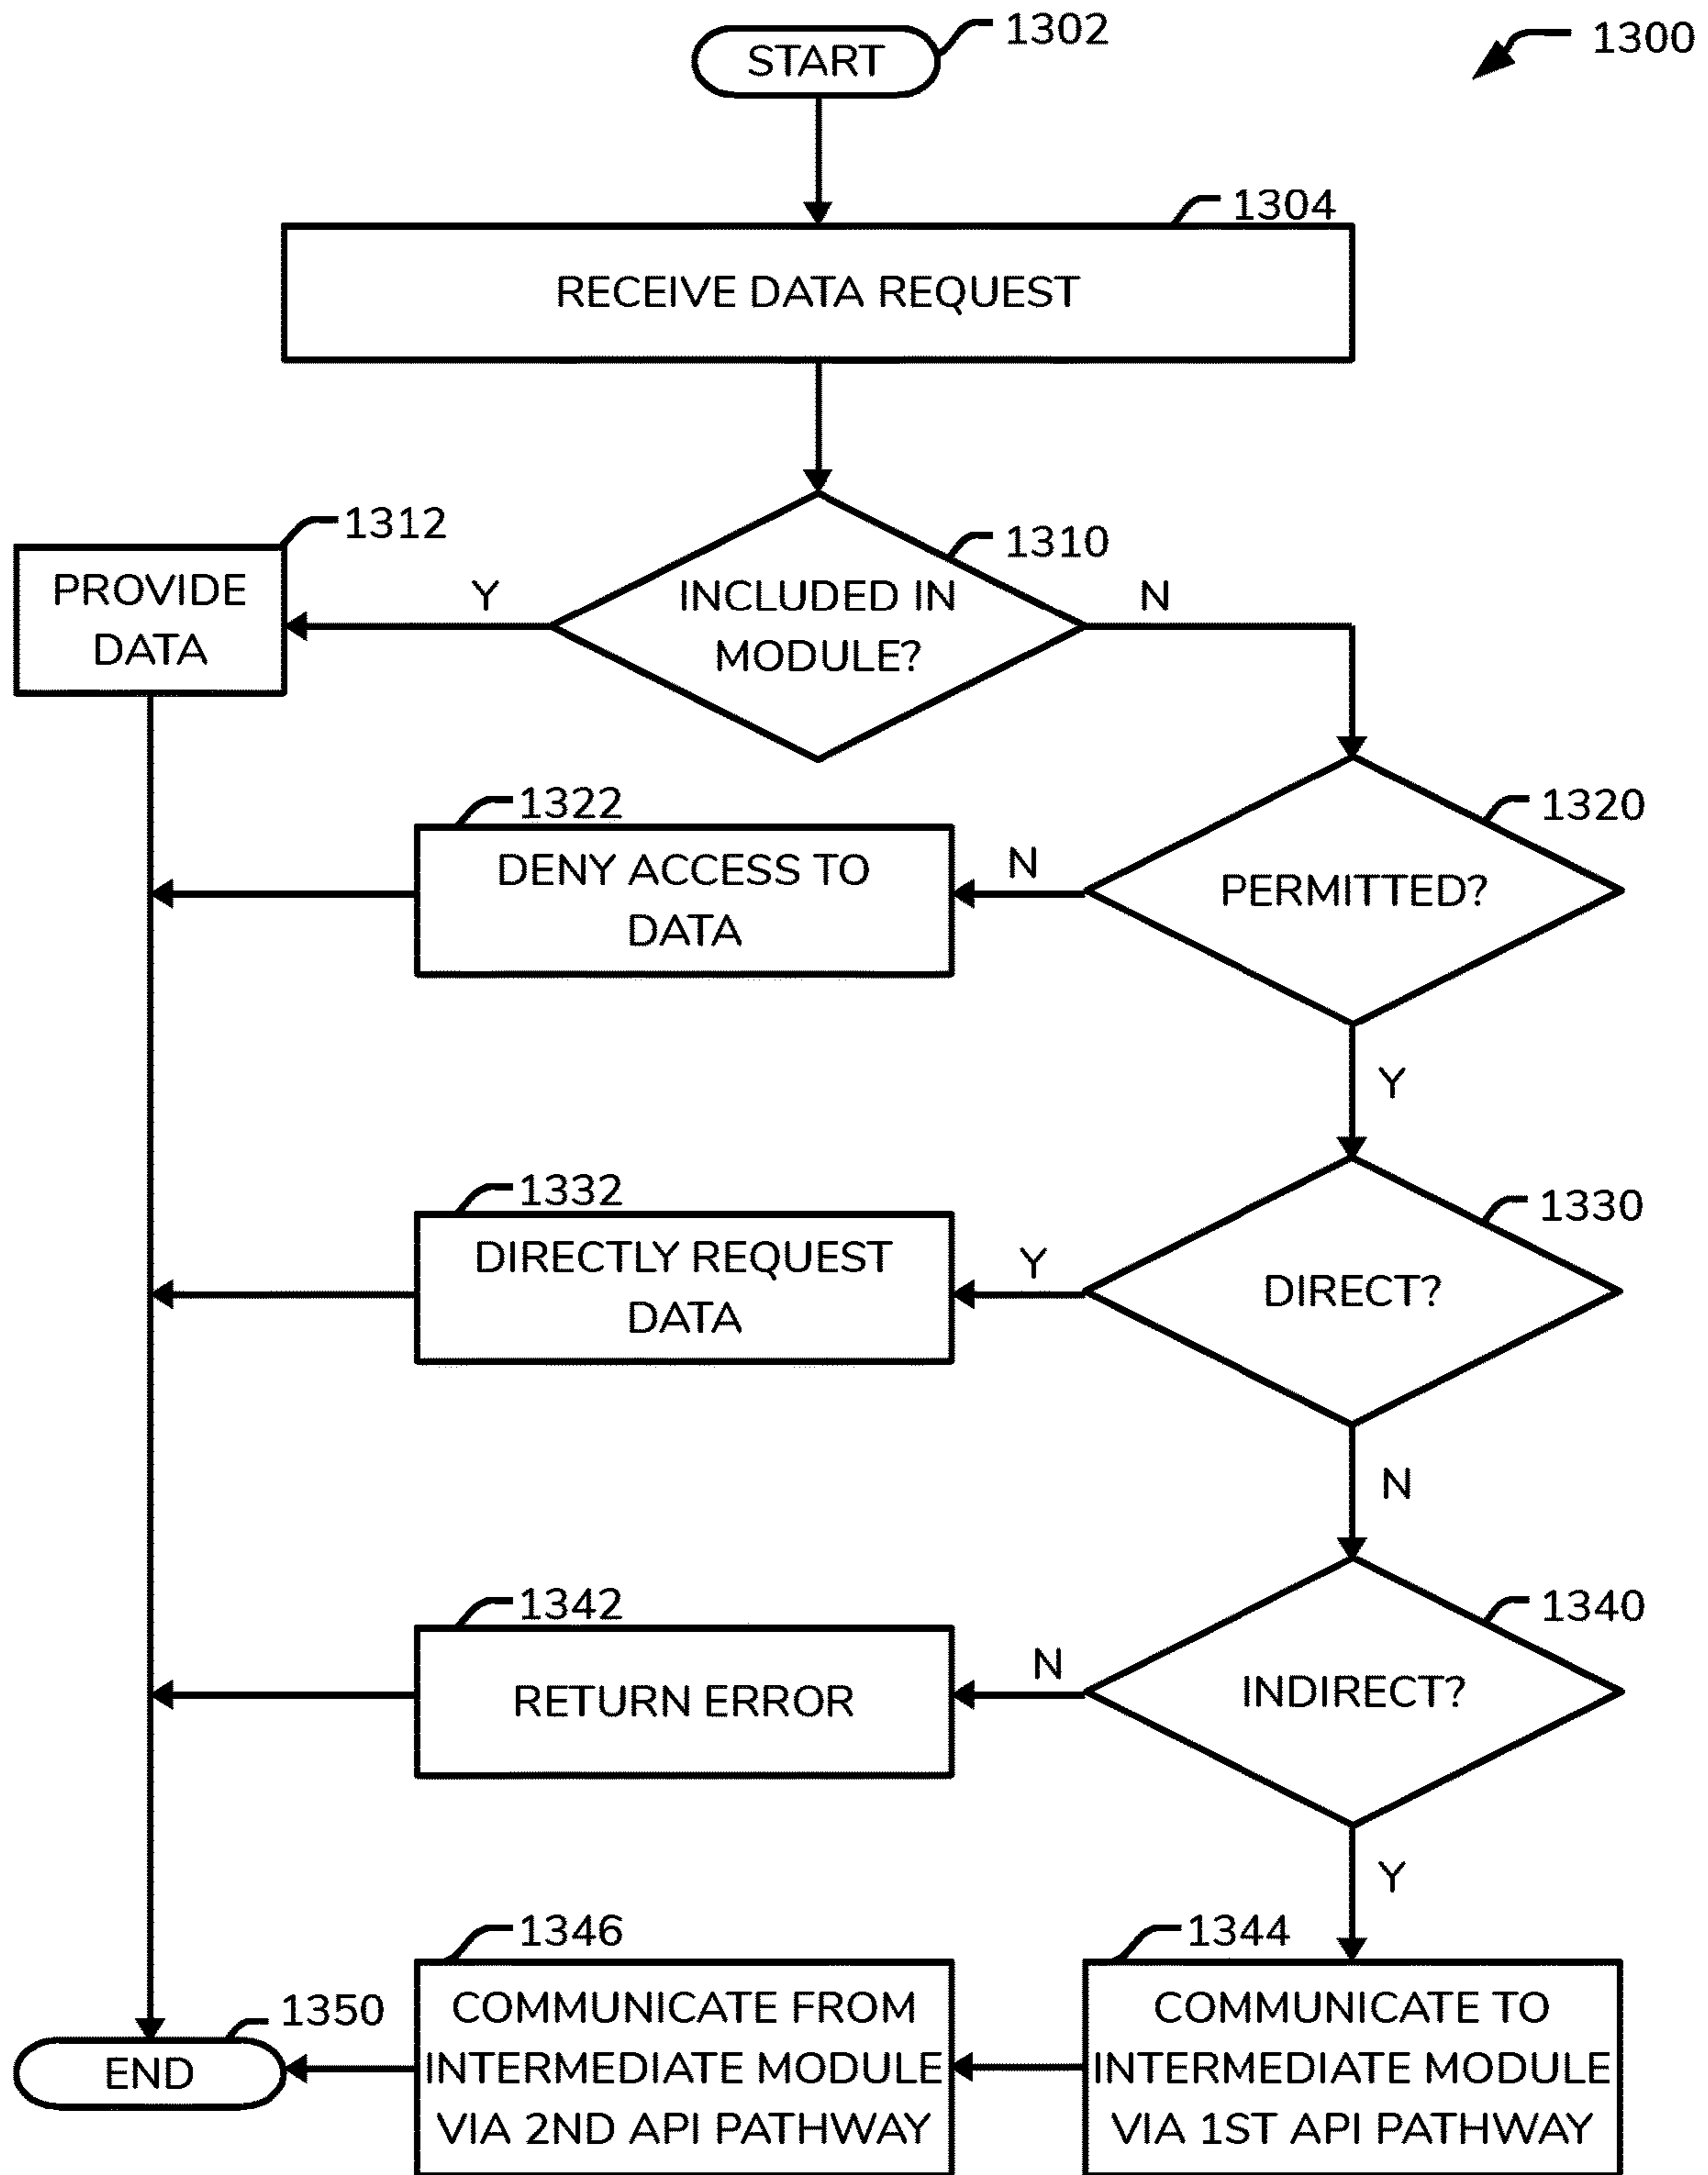 1302
START
1300
1304
RECEIVE DATA REQUEST
1312
PROVIDE
DATA
Y
1310
INCLUDED IN
MODULE?
N
1322
DENY ACCESS TO
DATA
N
1320
PERMITTED?
Y
1332
DIRECTLY REQUEST
DATA
Y
1330
DIRECT?
N
1342
RETURN ERROR
N
1340
INDIRECT?
Y
1350
END
1346
COMMUNICATE FROM
INTERMEDIATE MODULE
VIA 2ND API PATHWAY
1344
COMMUNICATE TO
INTERMEDIATE MODULE
VIA 1ST API PATHWAY